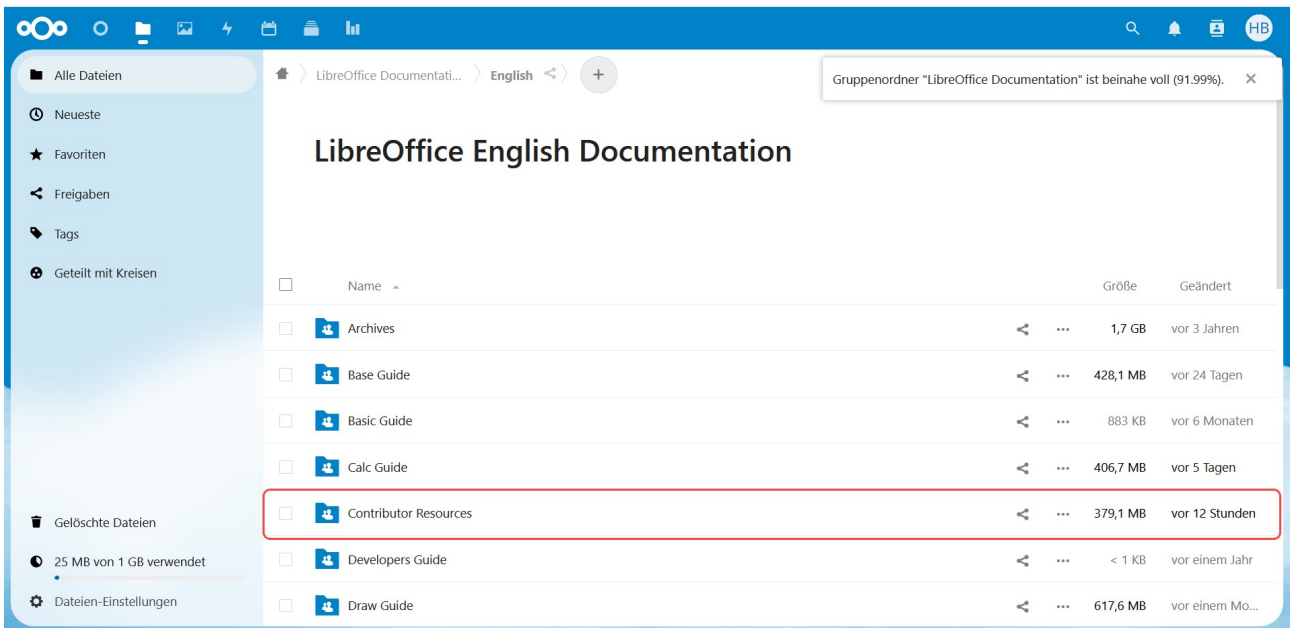 HB
Alle Dateien
Neueste
Favoriten
Freigaben
Tags
Geteilt mit Kreisen
Gelöschte Dateien
25 MB von 1 GB verwendet
Dateien-Einstellungen
LibreOffice Documentati... English +
Gruppenordner "LibreOffice Documentation" ist beinahe voll (91.99%). ×
LibreOffice English Documentation
Name Größe Geändert
Archives ... 1,7 GB vor 3 Jahren
Base Guide ... 428,1 MB vor 24 Tagen
Basic Guide ... 883 KB vor 6 Monaten
Calc Guide ... 406,7 MB vor 5 Tagen
Contributor Resources ... 379,1 MB vor 12 Stunden
Developers Guide ... < 1 KB vor einem Jahr
Draw Guide ... 617,6 MB vor einem Mo...